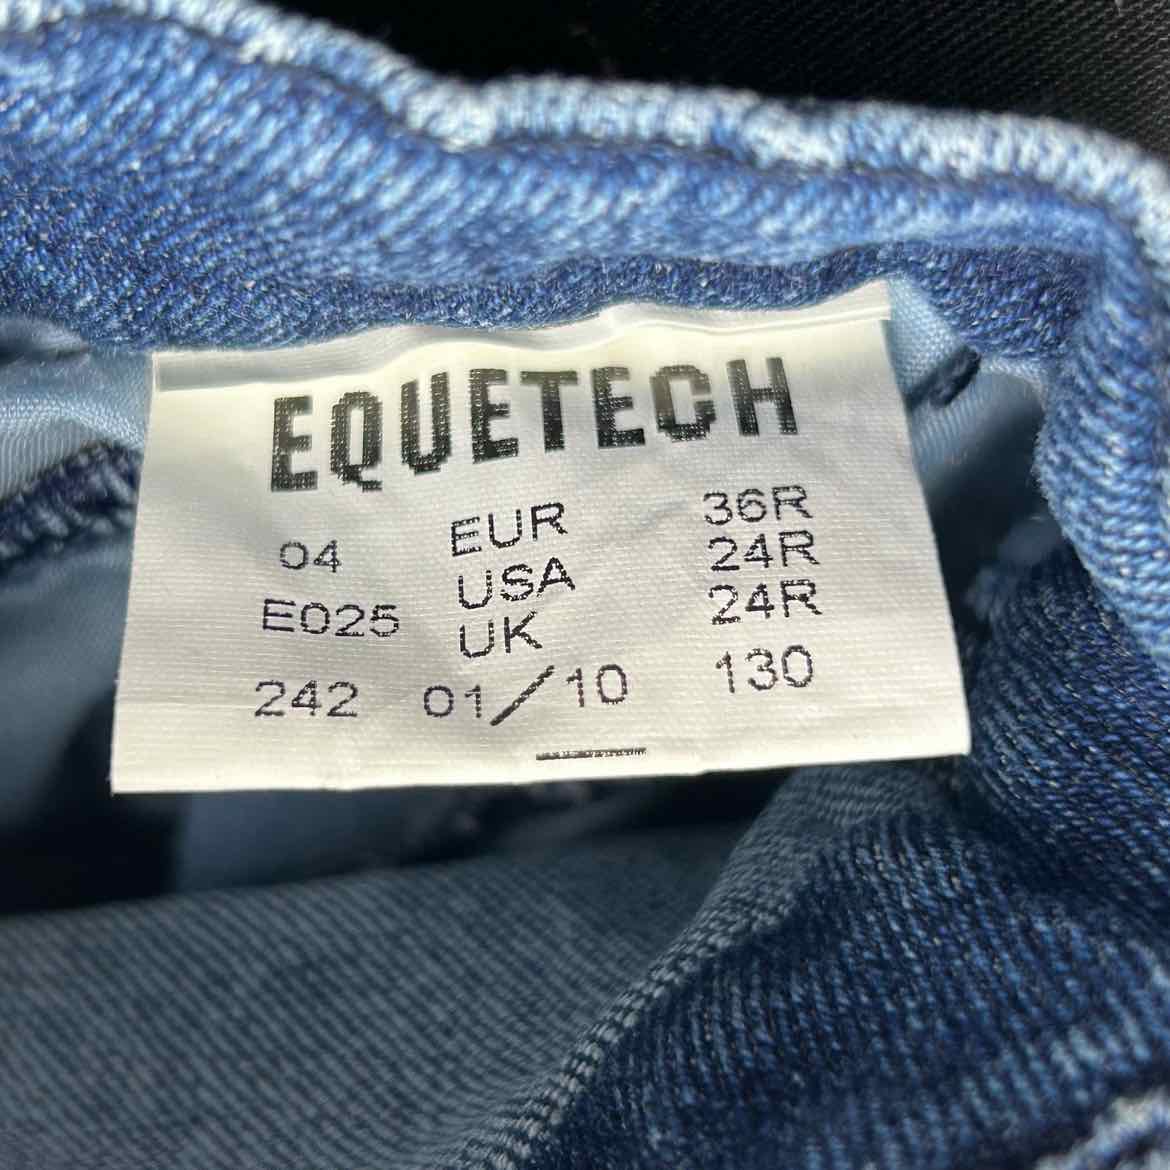 EQUETECH
04 EUR 36R
USA 24R
E025 UK 24R
242 01/10 130